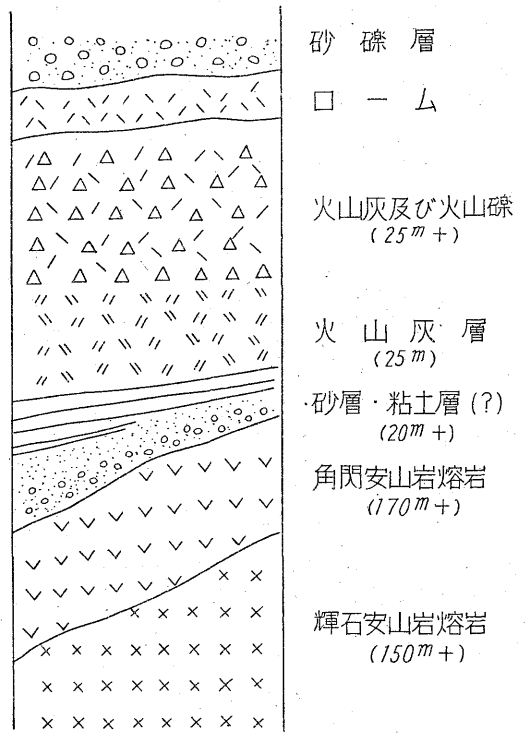 砂礫層
ローム
火山灰及び火山礫
(25m+)
火山灰層
(25m)
砂層・粘土層(?)
(20m+)
角閃安山岩熔岩
(170m+)
輝石安山岩熔岩
(150m+)